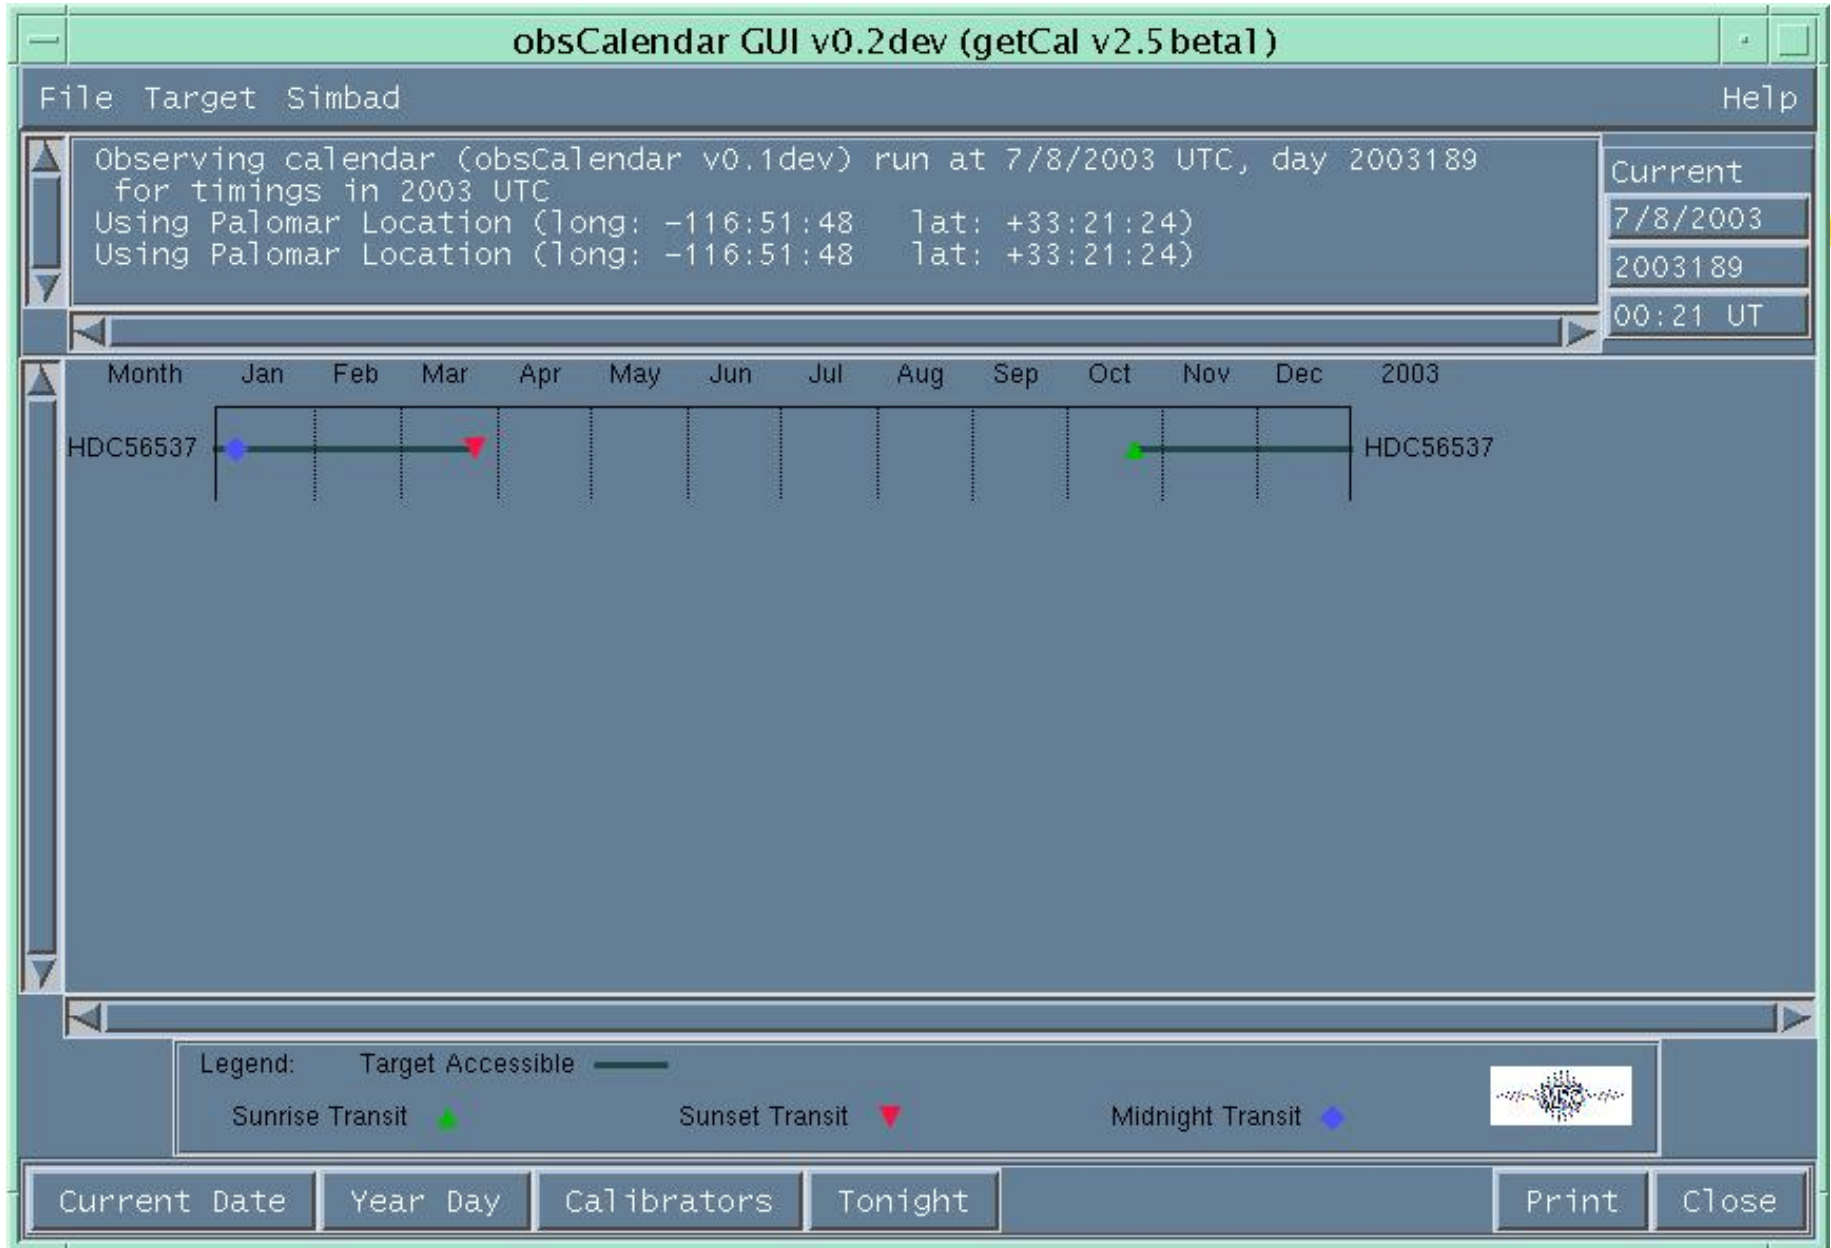 obsCalendar GUI v0.2dev (getCal v2.5beta1)
File Target Simbad Help
Observing calendar (obsCalendar v0.1dev) run at 7/8/2003 UTC, day 2003189
for timings in 2003 UTC
Using Palomar Location (long: -116:51:48 lat: +33:21:24)
Using Palomar Location (long: -116:51:48 lat: +33:21:24)
Current
7/8/2003
2003189
00:21 UT
Month Jan Feb Mar Apr May Jun Jul Aug Sep Oct Nov Dec 2003
HDC56537 HDC56537
Legend: Target Accessible
Sunrise Transit Sunset Transit Midnight Transit
Current Date Year Day Calibrators Tonight Print Close